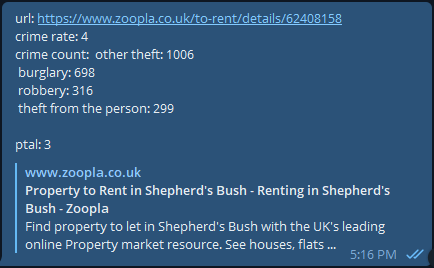 url: https://www.zoopla.co.uk/to-rent/details/62408158
crime rate: 4
crime count:  other theft: 1006
burglary: 698
robbery: 316
theft from the person: 299
ptal: 3
www.zoopla.co.uk
Property to Rent in Shepherd's Bush - Renting in Shepherd's
Bush - Zoopla
Find property to let in Shepherd's Bush with the UK's leading
online Property market resource. See houses, flats ...
5:16 PM